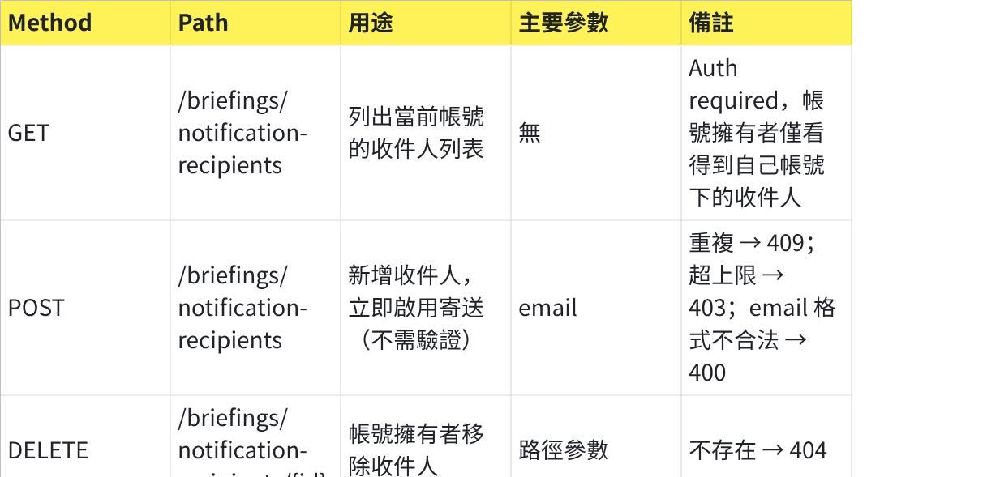 Method
Path
用途
主要參數
備註
GET
/briefings/
notification-
recipients
列出當前帳號
的收件人列表
無
Auth
required，帳
號擁有者僅看
得到自己帳號
下的收件人
POST
/briefings/
notification-
recipients
新增收件人，
立即啟用寄送
（不需驗證）
email
重複 → 409；
超上限 →
403；email 格
式不合法 →
400
DELETE
/briefings/
notification-
帳號擁有者移
除收件人
路徑參數
不存在 → 404